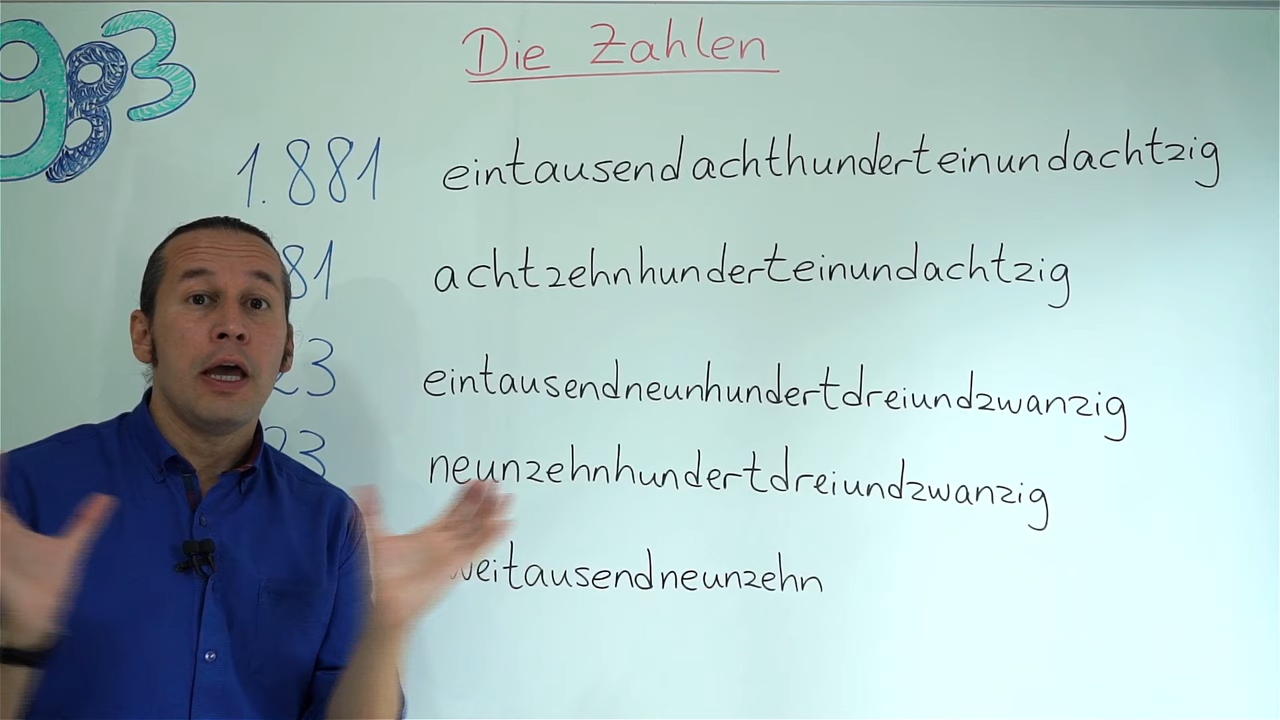 983
Die Zahlen
1.881 eintausendachthunderteinundachtzig
81 achtzehnhunderteinundachtzig
23 eintausendneunhundertdreiundzwanzig
23 neunzehnhundertdreiundzwanzig
weitausendneunzehn